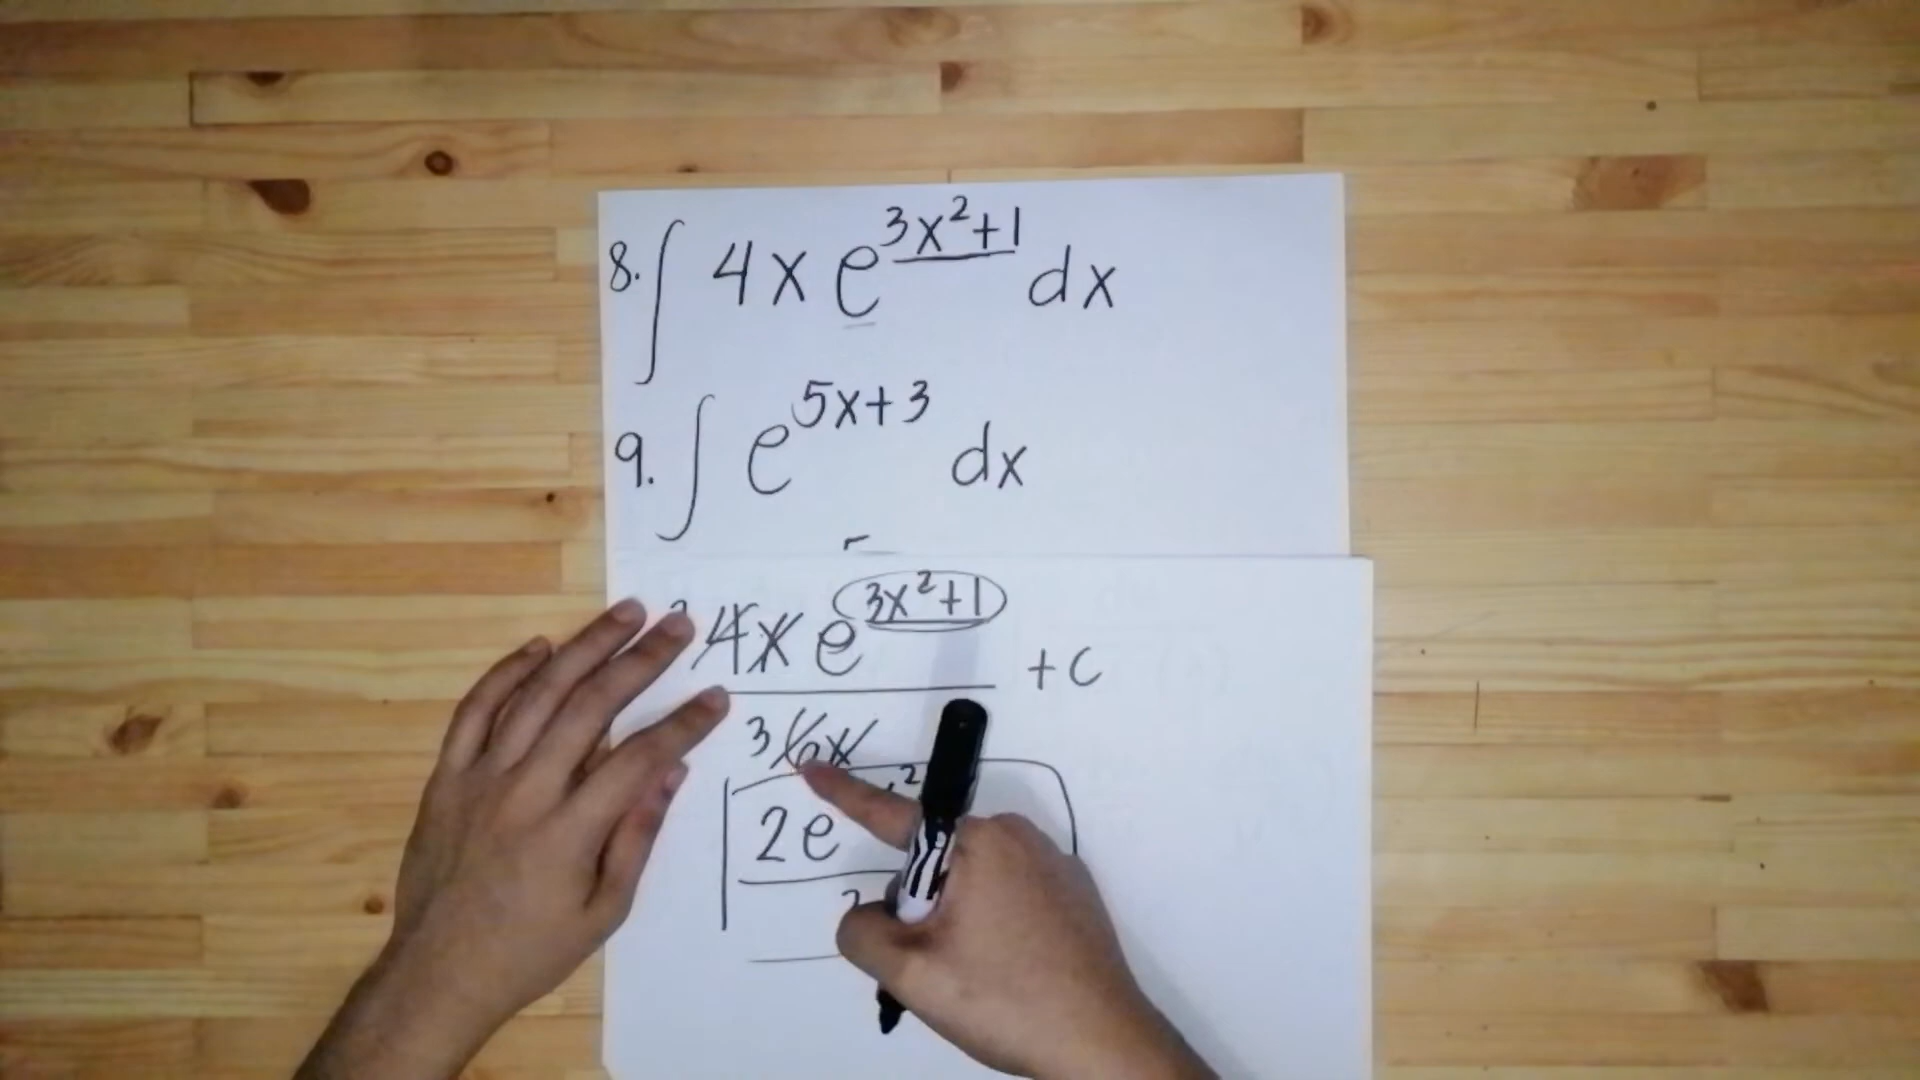 8. ∫ 4x e^{3x²+1} dx
9. ∫ e^{5x+3} dx
4x e^{3x²+1} + c
3 6x
2e